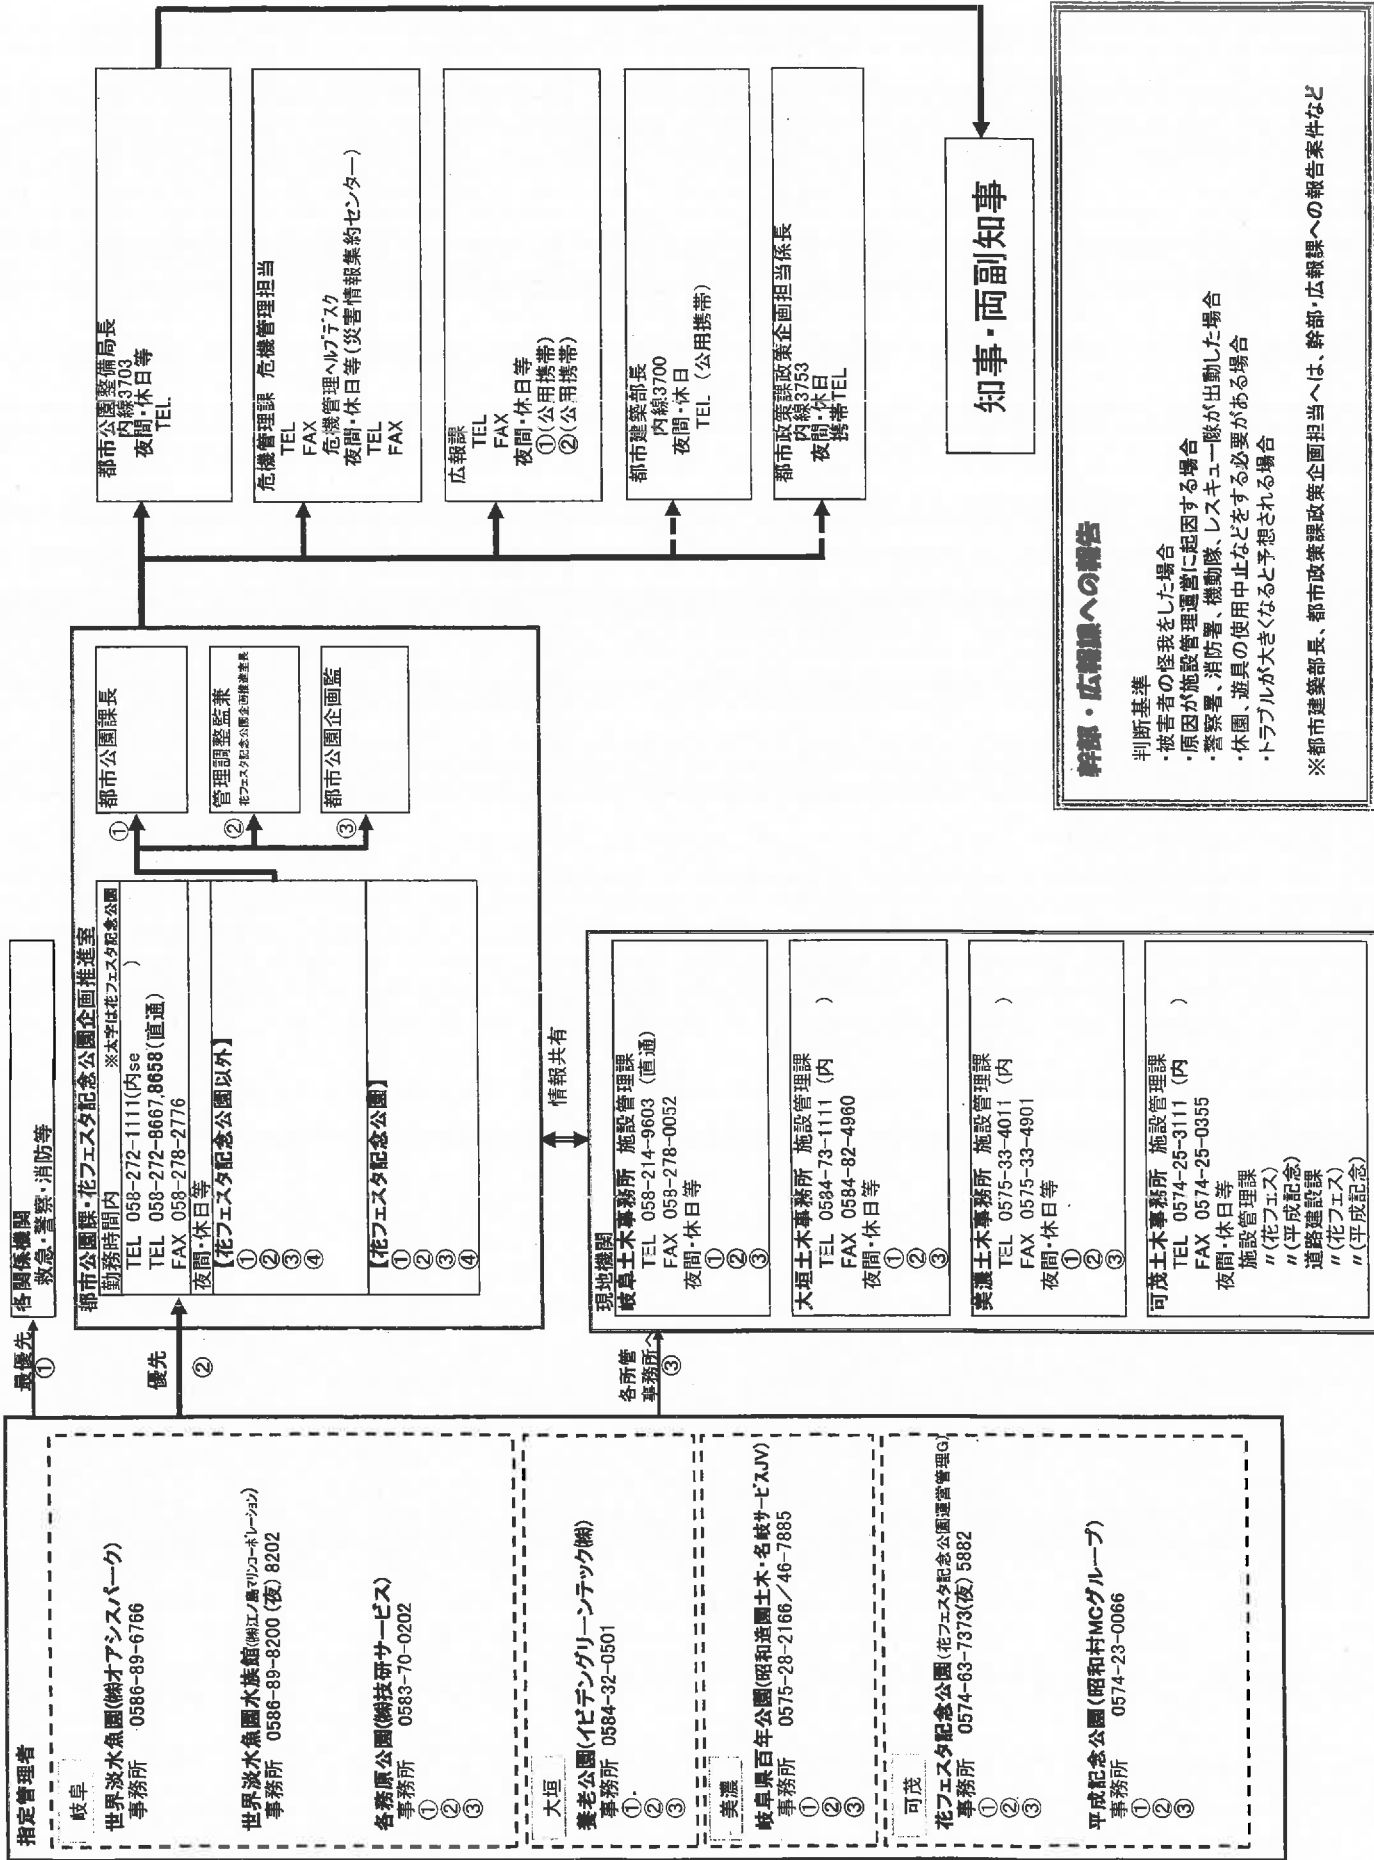 指定管理者
岐阜
世界淡水魚園(㈱オアシスパーク)
事務所 0586-89-6766
世界淡水魚園水族館(㈱江ノ島マリンコーポレーション)
事務所 0586-89-8200 (夜) 8202
各務原公園(㈱技研サービス)
事務所 0583-70-0202
①
②
③
大垣
養老公園(イビデングリーンテック㈱)
事務所 0584-32-0501
①
②
③
美濃
岐阜県百年公園(昭和造園土木・名岐サービスJV)
事務所 0575-28-2166/46-7885
①
②
③
可茂
花フェスタ記念公園(花フェスタ記念公園運営管理G)
事務所 0574-63-7373(夜) 5882
①
②
③
平成記念公園(昭和村MCグループ)
事務所 0574-23-0066
①
②
③
最優先
①
優先
②
各所管
事務所へ
③
各関係機関
救急・警察・消防等
都市公園課・花フェスタ記念公園企画推進室
勤務時間内 ※太字は花フェスタ記念公園
TEL 058-272-1111(内se )
TEL 058-272-8667,8658(直通)
FAX 058-278-2776
夜間・休日等
【花フェスタ記念公園以外】
①
②
③
④
【花フェスタ記念公園】
①
②
③
④
① 都市公園課長
② 管理調整監兼
花フェスタ記念公園企画推進室長
③ 都市公園企画監
情報共有
現地機関
岐阜土木事務所 施設管理課
TEL 058-214-9603 (直通)
FAX 058-278-0052
夜間・休日等
①
②
③
大垣土木事務所 施設管理課
TEL 0584-73-1111 (内 )
FAX 0584-82-4960
夜間・休日等
①
②
③
美濃土木事務所 施設管理課
TEL 0575-33-4011 (内 )
FAX 0575-33-4901
夜間・休日等
①
②
③
可茂土木事務所 施設管理課
TEL 0574-25-3111 (内 )
FAX 0574-25-0355
夜間・休日等
施設管理課
〃(花フェス)
〃(平成記念)
道路建設課
〃(花フェス)
〃(平成記念)
都市公園整備局長
内線3703
夜間・休日等
TEL.
危機管理課 危機管理担当
TEL
FAX
危機管理ヘルプデスク
夜間・休日等(災害情報集約センター)
TEL
FAX
広報課
TEL
FAX
夜間・休日等
①(公用携帯)
②(公用携帯)
都市建築部長
内線3700
夜間・休日
TEL (公用携帯)
都市政策課政策企画担当係長
内線3753
夜間・休日
携帯TEL
知事・両副知事
幹部・広報課への報告
判断基準
・被害者の怪我をした場合
・原因が施設管理運営に起因する場合
・警察署、消防署、機動隊、レスキュー隊が出動した場合
・休園、遊具の使用中止などをする必要がある場合
・トラブルが大きくなると予想される場合
※都市建築部長、都市政策課政策企画担当へは、幹部・広報課への報告案件など